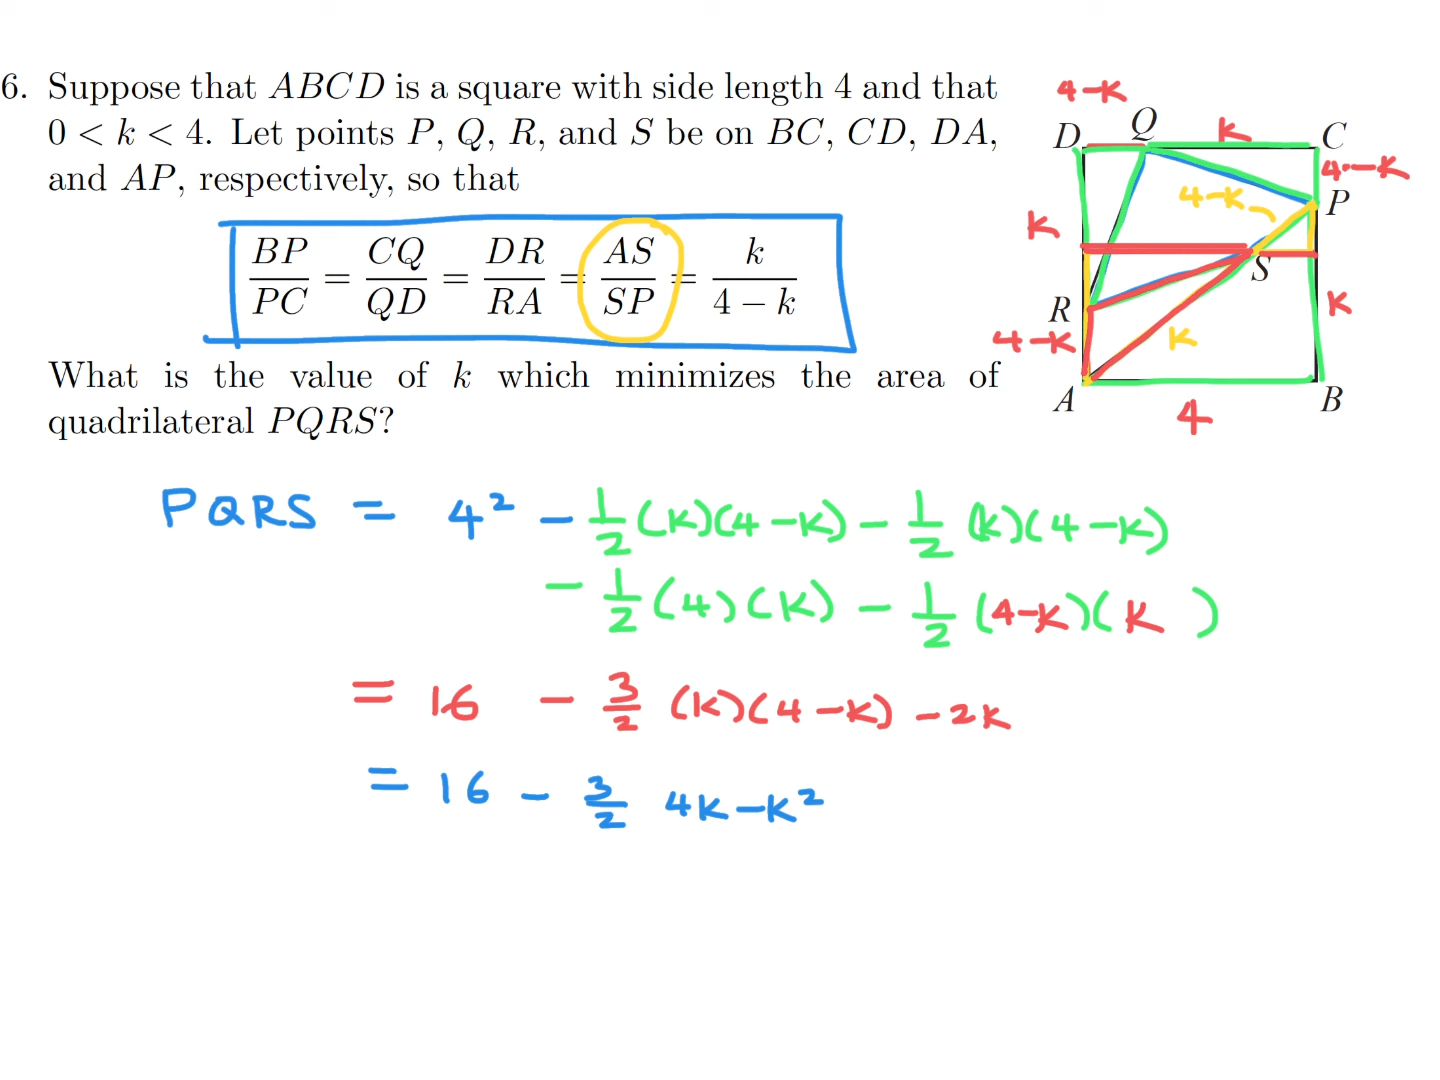 6. Suppose that ABCD is a square with side length 4 and that
0 < k < 4. Let points P, Q, R, and S be on BC, CD, DA,
and AP, respectively, so that
BP/PC = CQ/QD = DR/RA = AS/SP = k/(4 − k)
What is the value of k which minimizes the area of
quadrilateral PQRS?
4-K
D Q K C
4-K
4-K P
K
S
R K
4-K K
A B
4
PQRS = 4² - 1/2 (K)(4-K) - 1/2 (K)(4-K)
- 1/2 (4)(K) - 1/2 (4-K)(K )
= 16 - 3/2 (K)(4-K) - 2K
= 16 - 3/2 4K-K²